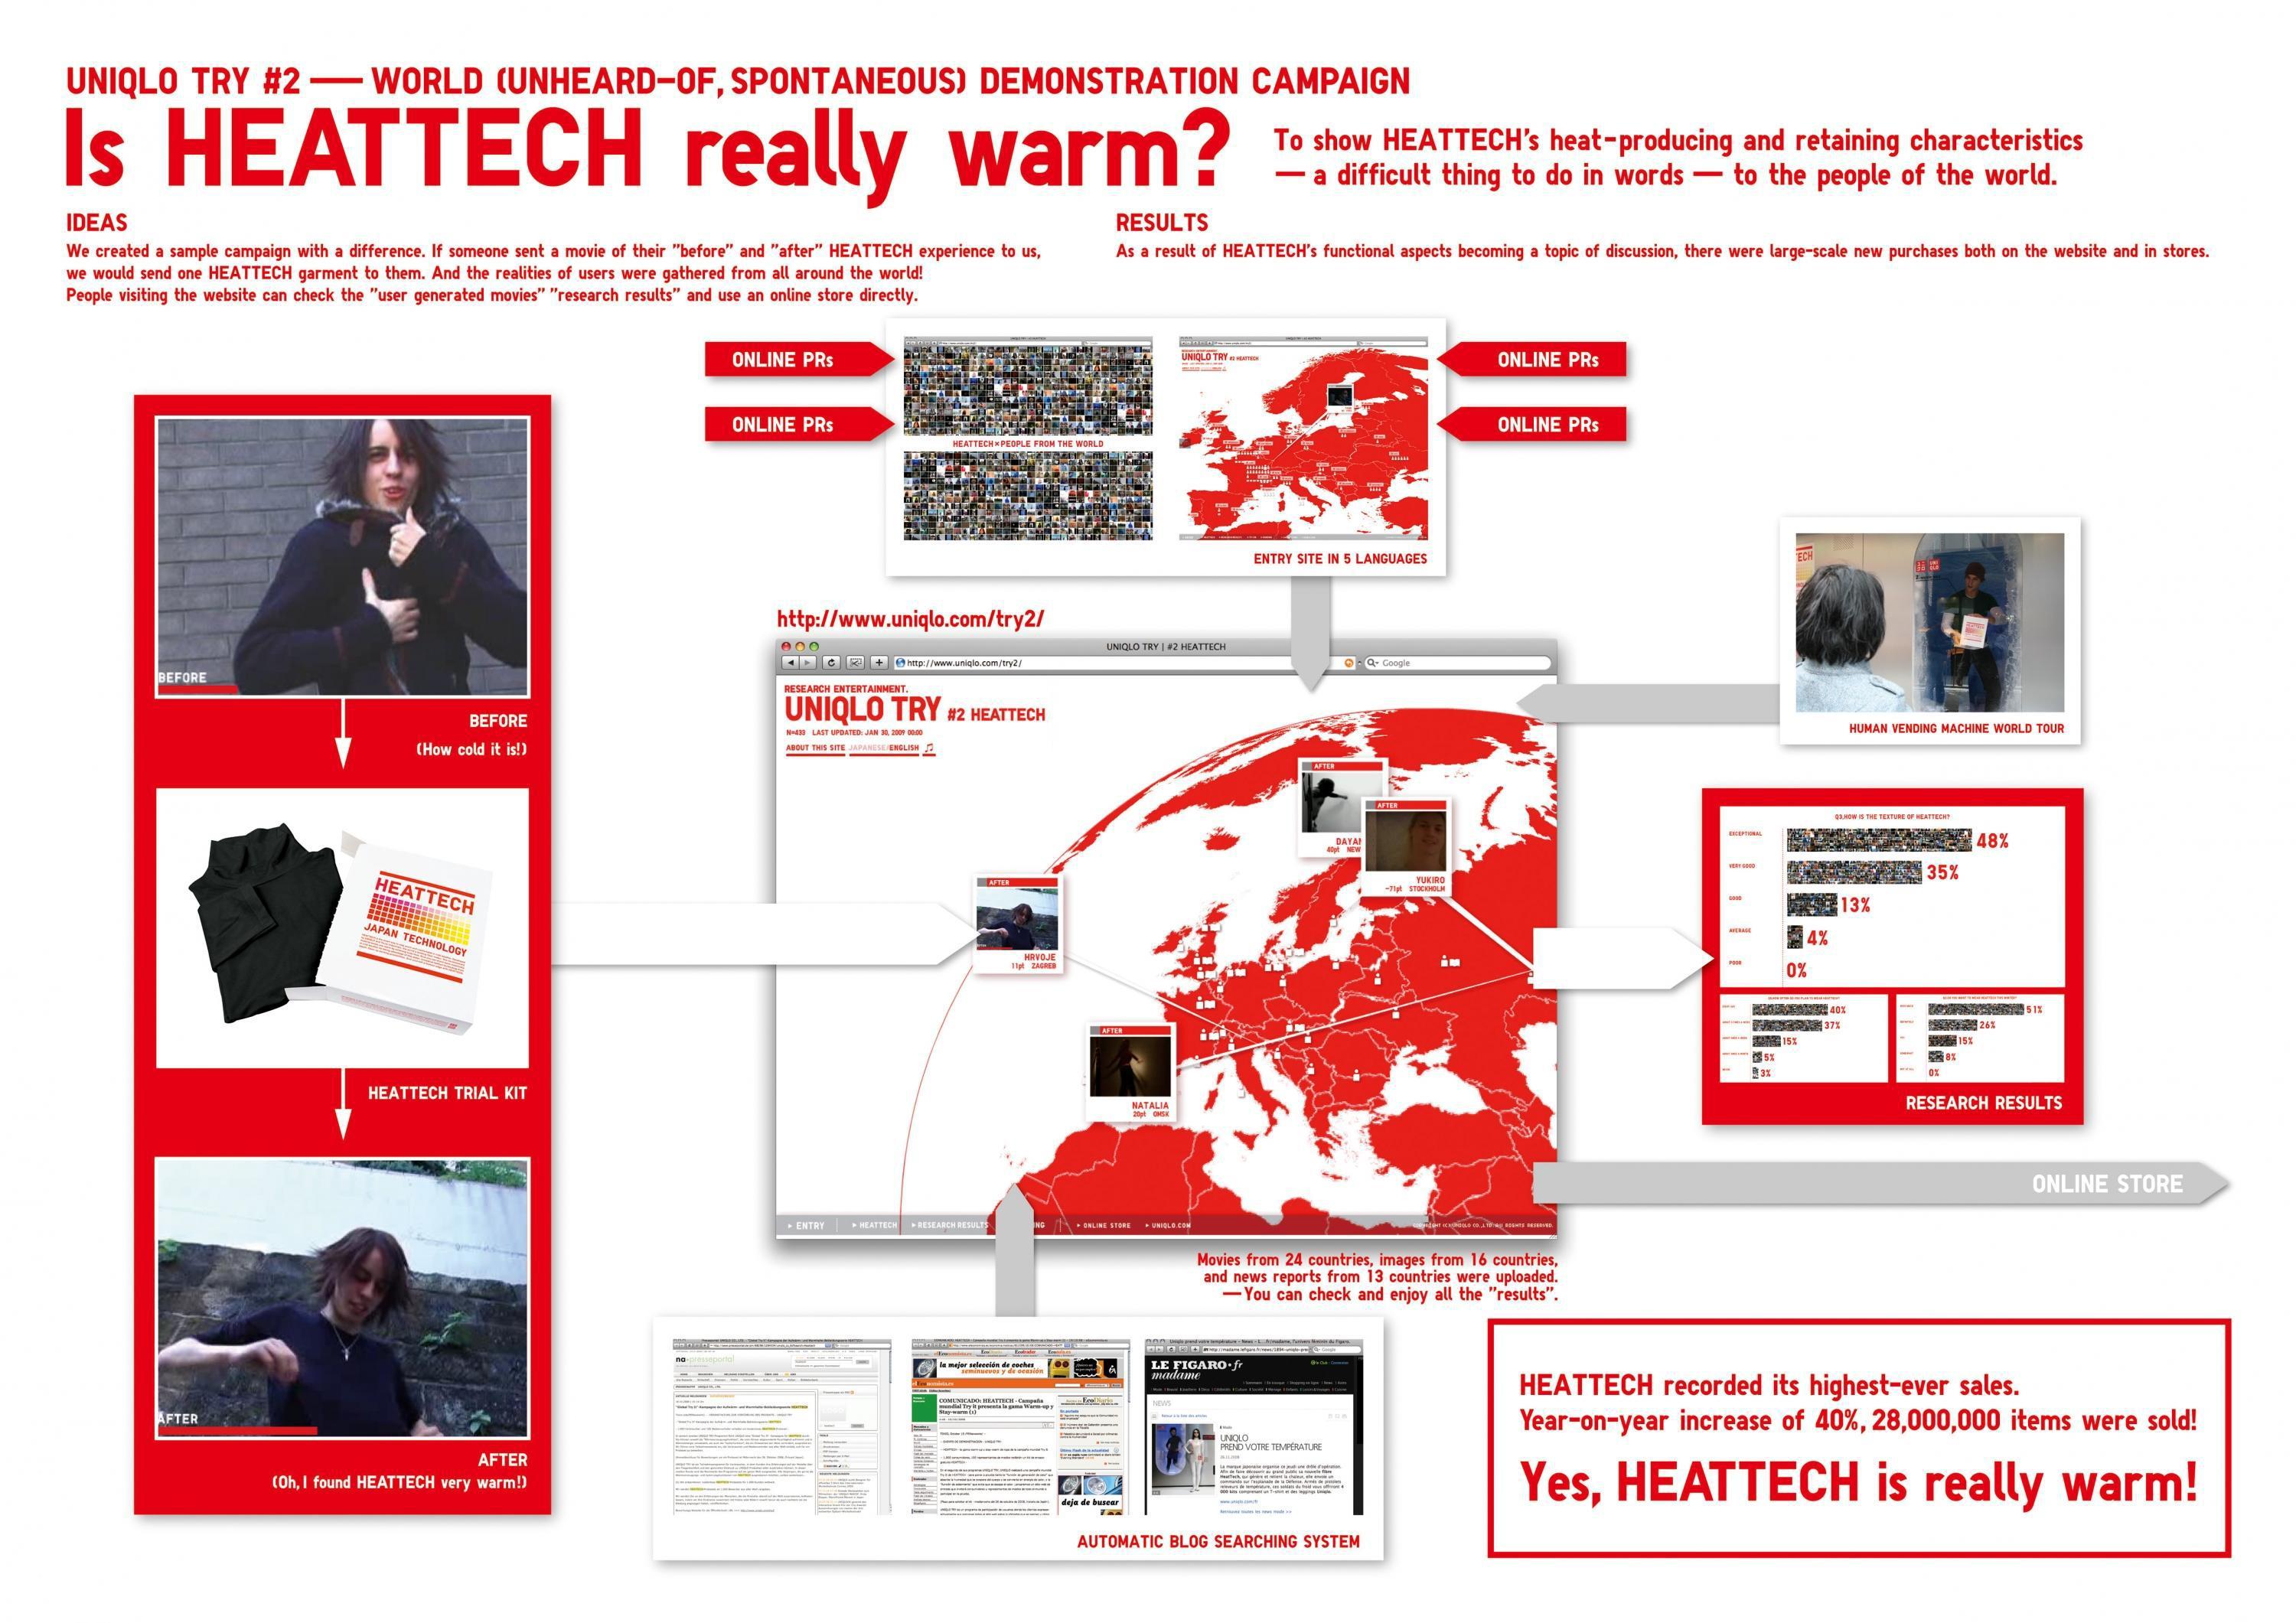 UNIQLO TRY #2 — WORLD (UNHEARD-OF, SPONTANEOUS) DEMONSTRATION CAMPAIGN
Is HEATTECH really warm?
To show HEATTECH's heat-producing and retaining characteristics
— a difficult thing to do in words — to the people of the world.
IDEAS
We created a sample campaign with a difference. If someone sent a movie of their "before" and "after" HEATTECH experience to us,
we would send one HEATTECH garment to them. And the realities of users were gathered from all around the world!
People visiting the website can check the "user generated movies" "research results" and use an online store directly.
RESULTS
As a result of HEATTECH's functional aspects becoming a topic of discussion, there were large-scale new purchases both on the website and in stores.
ONLINE PRs
ONLINE PRs
HEATTECH×PEOPLE FROM THE WORLD
UNIQLO TRY #2 HEATTECH
ENTRY SITE IN 5 LANGUAGES
ONLINE PRs
ONLINE PRs
BEFORE
BEFORE
(How cold it is!)
HEATTECH
JAPAN TECHNOLOGY
HEATTECH TRIAL KIT
AFTER
AFTER
(Oh, I found HEATTECH very warm!)
http://www.uniqlo.com/try2/
UNIQLO TRY | #2 HEATTECH
http://www.uniqlo.com/try2/
Google
RESEARCH ENTERTAINMENT.
UNIQLO TRY #2 HEATTECH
N=433 LAST UPDATED: JAN 30, 2009 00:00
ABOUT THIS SITE JAPANESE/ENGLISH
AFTER
DAYAN
40pt NEW
AFTER
YUKIRO
-71pt STOCKHOLM
AFTER
HRVOJE
11pt ZAGREB
AFTER
NATALIA
20pt OMSK
ENTRY
HEATTECH
RESEARCH RESULTS
NG
ONLINE STORE
UNIQLO.COM
Movies from 24 countries, images from 16 countries,
and news reports from 13 countries were uploaded.
—You can check and enjoy all the "results".
HUMAN VENDING MACHINE WORLD TOUR
Q3.HOW IS THE TEXTURE OF HEATTECH?
EXCEPTIONAL 48%
VERY GOOD 35%
GOOD 13%
AVERAGE 4%
POOR 0%
40%
37%
15%
5%
3%
51%
26%
15%
8%
0%
RESEARCH RESULTS
ONLINE STORE
na•presseportal
la mejor selección de coches
seminuevos y de ocasión
COMUNICADO: HEATTECH - Campaña
mundial Try it presenta la gama Warm-up y
Stay-warm (1)
deja de buscar
LE FIGARO•fr
madame
NEWS
UNIQLO
PREND VOTRE TEMPÉRATURE
AUTOMATIC BLOG SEARCHING SYSTEM
HEATTECH recorded its highest-ever sales.
Year-on-year increase of 40%, 28,000,000 items were sold!
Yes, HEATTECH is really warm!